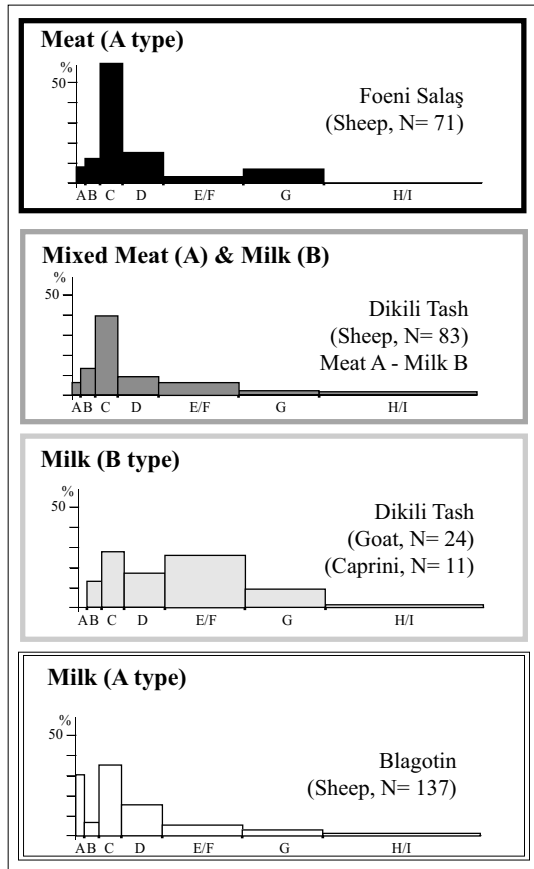 Meat (A type)
%
50
Foeni Salaş
(Sheep, N= 71)
A B C D E/F G H/I
Mixed Meat (A) & Milk (B)
%
50
Dikili Tash
(Sheep, N= 83)
Meat A - Milk B
A B C D E/F G H/I
Milk (B type)
%
50
Dikili Tash
(Goat, N= 24)
(Caprini, N= 11)
A B C D E/F G H/I
Milk (A type)
%
50
Blagotin
(Sheep, N= 137)
A B C D E/F G H/I